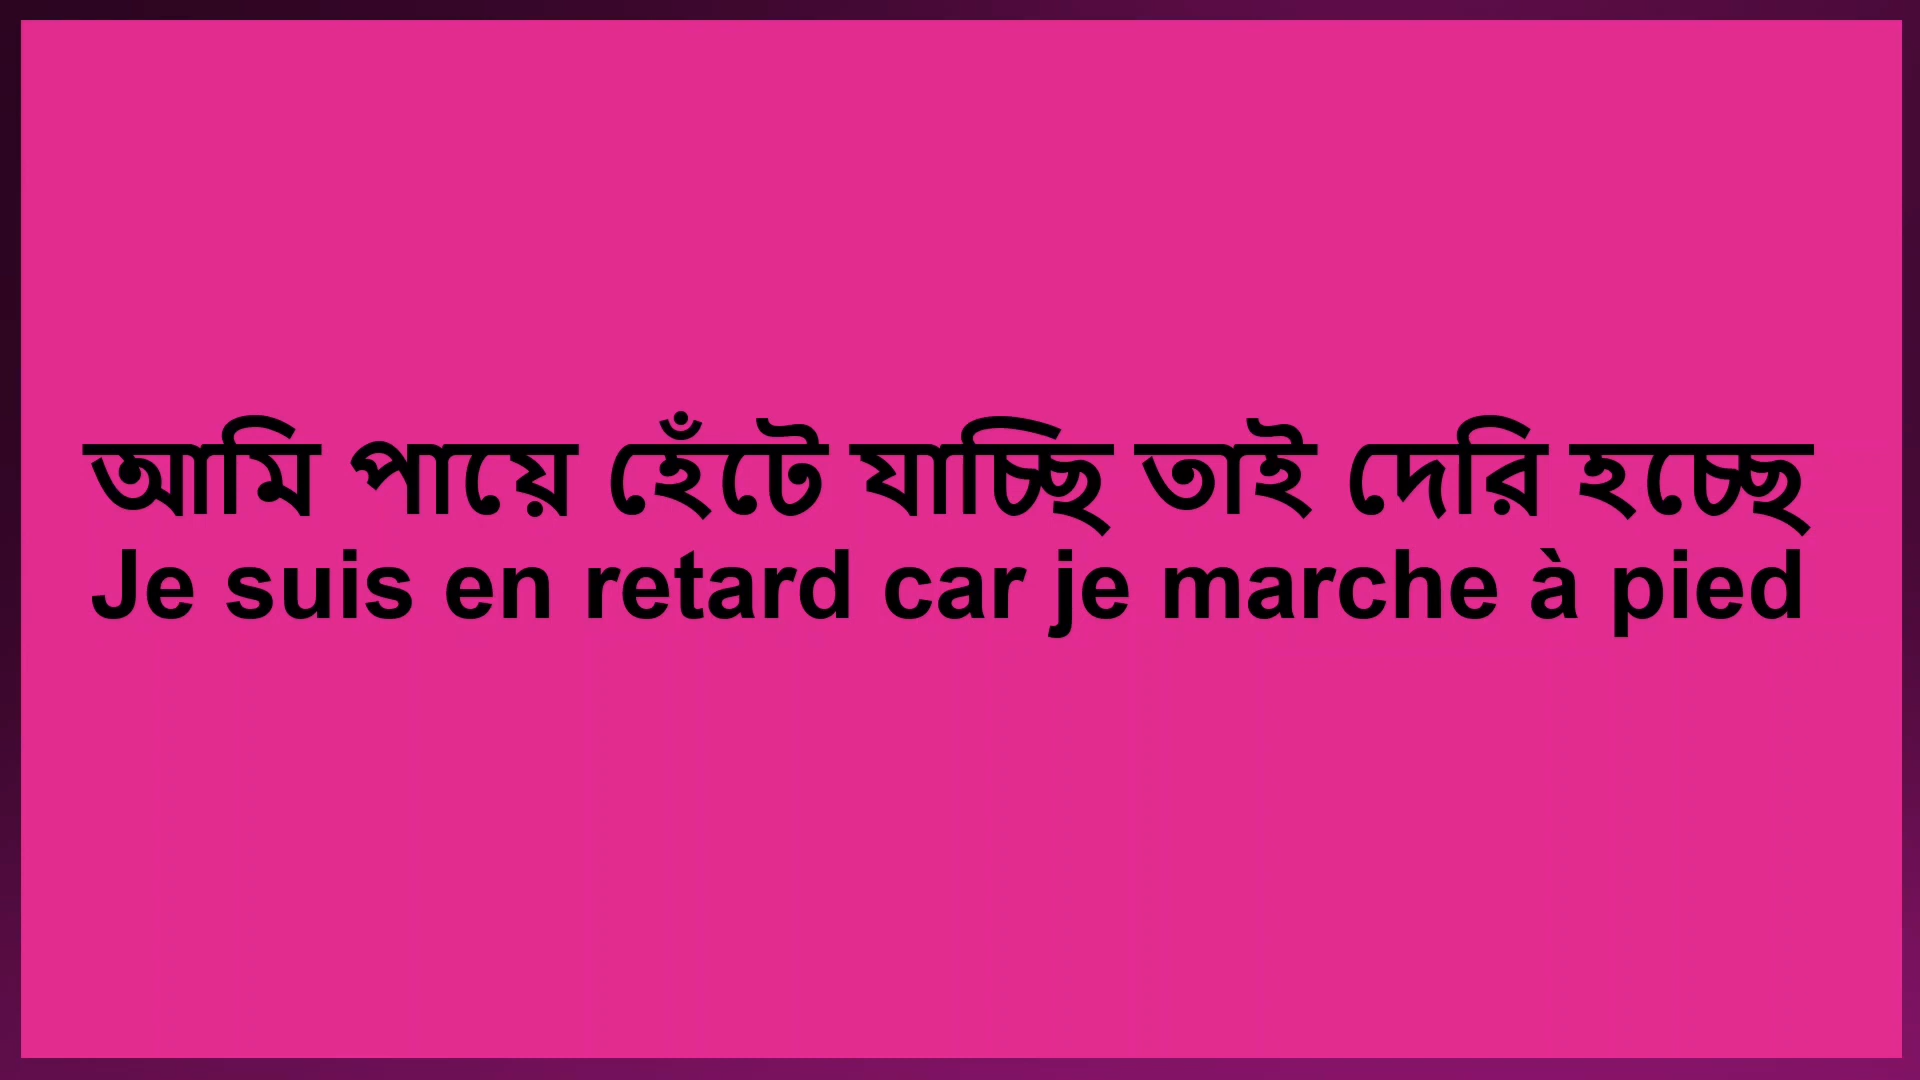 আমি পায়ে হেঁটে যাচ্ছি তাই দেরি হচ্ছে
Je suis en retard car je marche à pied